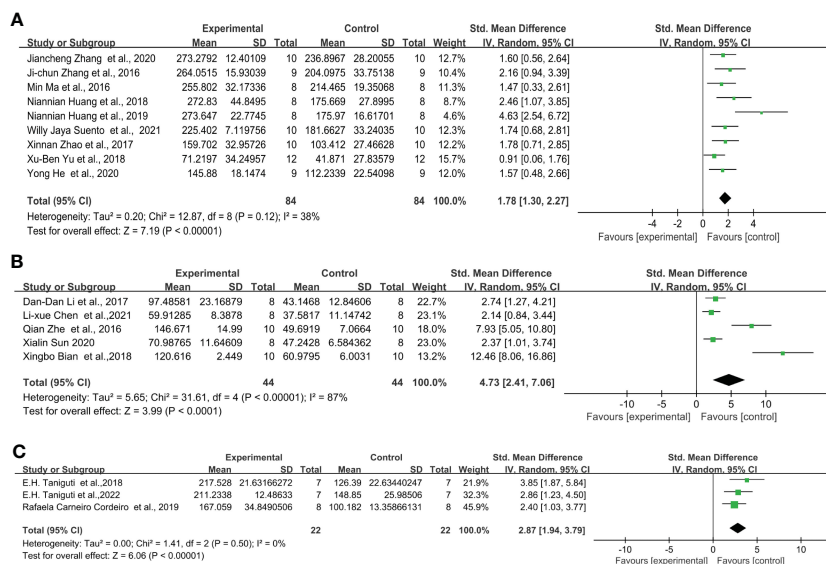 A
Experimental Control Std. Mean Difference Std. Mean Difference
Study or Subgroup Mean SD Total Mean SD Total Weight IV, Random, 95% CI IV, Random, 95% CI
Jiancheng Zhang et al., 2020 273.2792 12.40109 10 236.8967 28.20055 10 12.7% 1.60 [0.56, 2.64]
Ji-chun Zhang et al., 2016 264.0515 15.93039 9 204.0975 33.75138 9 10.4% 2.16 [0.94, 3.39]
Min Ma et al., 2016 255.802 32.17336 8 214.465 19.35068 8 11.4% 1.47 [0.33, 2.61]
Niannian Huang et al., 2018 272.83 44.8495 8 175.669 27.8995 8 8.7% 2.46 [1.07, 3.85]
Niannian Huang et al., 2019 273.647 22.7745 8 175.97 16.61701 8 4.8% 4.63 [2.54, 6.72]
Willy Jaya Suento et al., 2021 225.402 7.119756 10 181.6627 33.24035 10 12.3% 1.74 [0.68, 2.81]
Xinnan Zhao et al., 2017 159.702 32.95726 10 103.412 27.46628 10 12.1% 1.78 [0.71, 2.85]
Xu-Ben Yu et al., 2018 71.2197 34.24957 12 41.871 27.83579 12 15.6% 0.91 [0.06, 1.76]
Yong He et al., 2020 145.88 18.1474 9 112.2339 22.54098 9 12.0% 1.57 [0.48, 2.66]
Total (95% CI) 84 84 100.0% 1.78 [1.30, 2.27]
Heterogeneity: Tau² = 0.20; Chi² = 12.87, df = 8 (P = 0.12); I² = 38%
Test for overall effect: Z = 7.19 (P < 0.00001)
-4 -2 0 2 4
Favours [experimental] Favours [control]
B
Experimental Control Std. Mean Difference Std. Mean Difference
Study or Subgroup Mean SD Total Mean SD Total Weight IV, Random, 95% CI IV, Random, 95% CI
Dan-Dan Li et al., 2017 97.48581 23.16879 8 43.1468 12.84606 8 22.7% 2.74 [1.27, 4.21]
Li-xue Chen et al.,2021 59.91285 8.3878 8 37.5817 11.14742 8 23.1% 2.14 [0.84, 3.44]
Qian Zhe et al., 2016 146.671 14.99 10 49.6919 7.0664 10 18.0% 7.93 [5.05, 10.80]
Xialin Sun 2020 70.98765 11.64609 8 47.2428 6.584362 8 23.0% 2.37 [1.01, 3.74]
Xingbo Bian et al.,2018 120.616 2.449 10 60.9795 6.0031 10 13.2% 12.46 [8.06, 16.86]
Total (95% CI) 44 44 100.0% 4.73 [2.41, 7.06]
Heterogeneity: Tau² = 5.65; Chi² = 31.61, df = 4 (P < 0.00001); I² = 87%
Test for overall effect: Z = 3.99 (P < 0.0001)
-10 -5 0 5 10
Favours [experimental] Favours [control]
C
Experimental Control Std. Mean Difference Std. Mean Difference
Study or Subgroup Mean SD Total Mean SD Total Weight IV, Random, 95% CI IV, Random, 95% CI
E.H. Taniguti et al.,2018 217.528 21.63166272 7 126.39 22.63440247 7 21.9% 3.85 [1.87, 5.84]
E.H. Taniguti et al.,2022 211.2338 12.48633 7 148.85 25.98506 7 32.3% 2.86 [1.23, 4.50]
Rafaela Carneiro Cordeiro et al., 2019 167.059 34.8490506 8 100.182 13.35866131 8 45.9% 2.40 [1.03, 3.77]
Total (95% CI) 22 22 100.0% 2.87 [1.94, 3.79]
Heterogeneity: Tau² = 0.00; Chi² = 1.41, df = 2 (P = 0.50); I² = 0%
Test for overall effect: Z = 6.06 (P < 0.00001)
-10 -5 0 5 10
Favours [experimental] Favours [control]